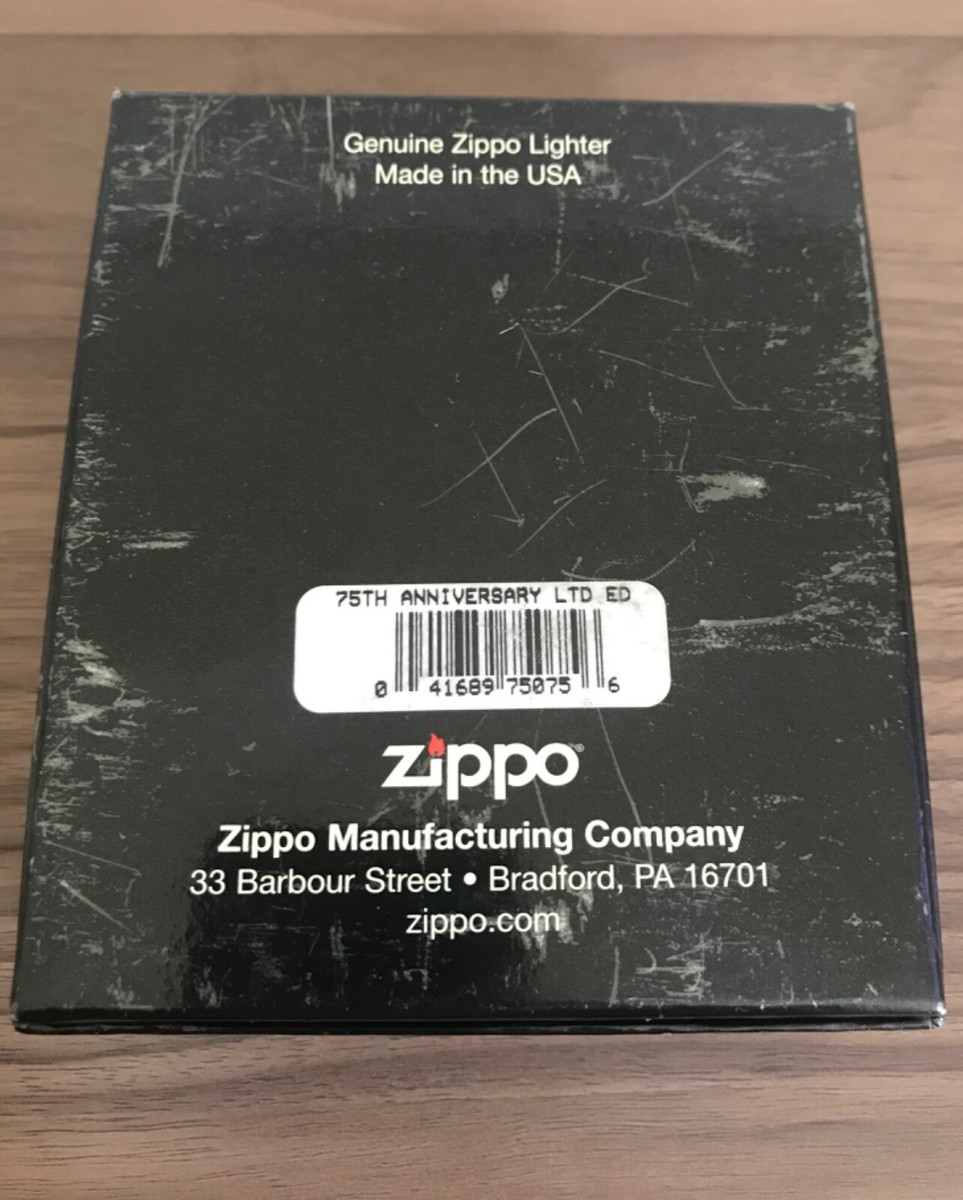 Genuine Zippo Lighter
Made in the USA
75TH ANNIVERSARY LTD ED
0 41689 75075 6
zippo®
Zippo Manufacturing Company
33 Barbour Street • Bradford, PA 16701
zippo.com